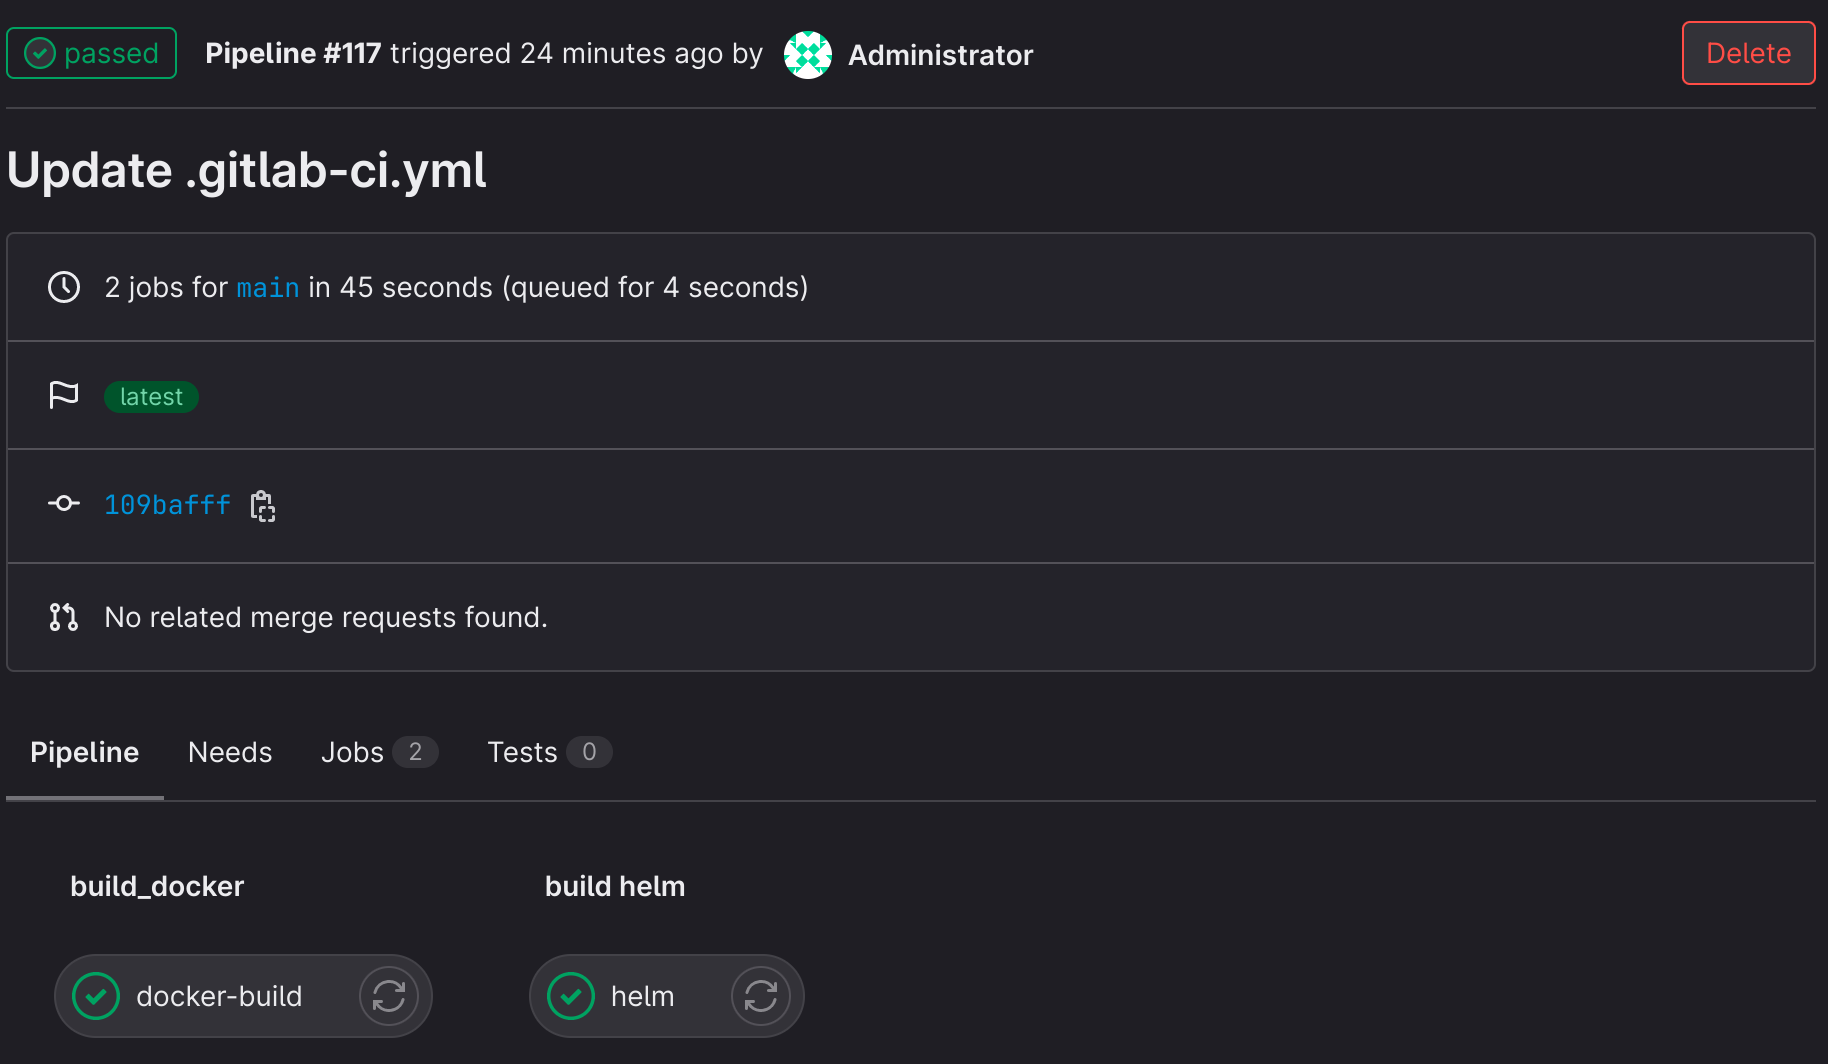 passed Pipeline #117 triggered 24 minutes ago by Administrator Delete
Update .gitlab-ci.yml
2 jobs for main in 45 seconds (queued for 4 seconds)
latest
109bafff
No related merge requests found.
Pipeline Needs Jobs 2 Tests 0
build_docker build helm
docker-build helm